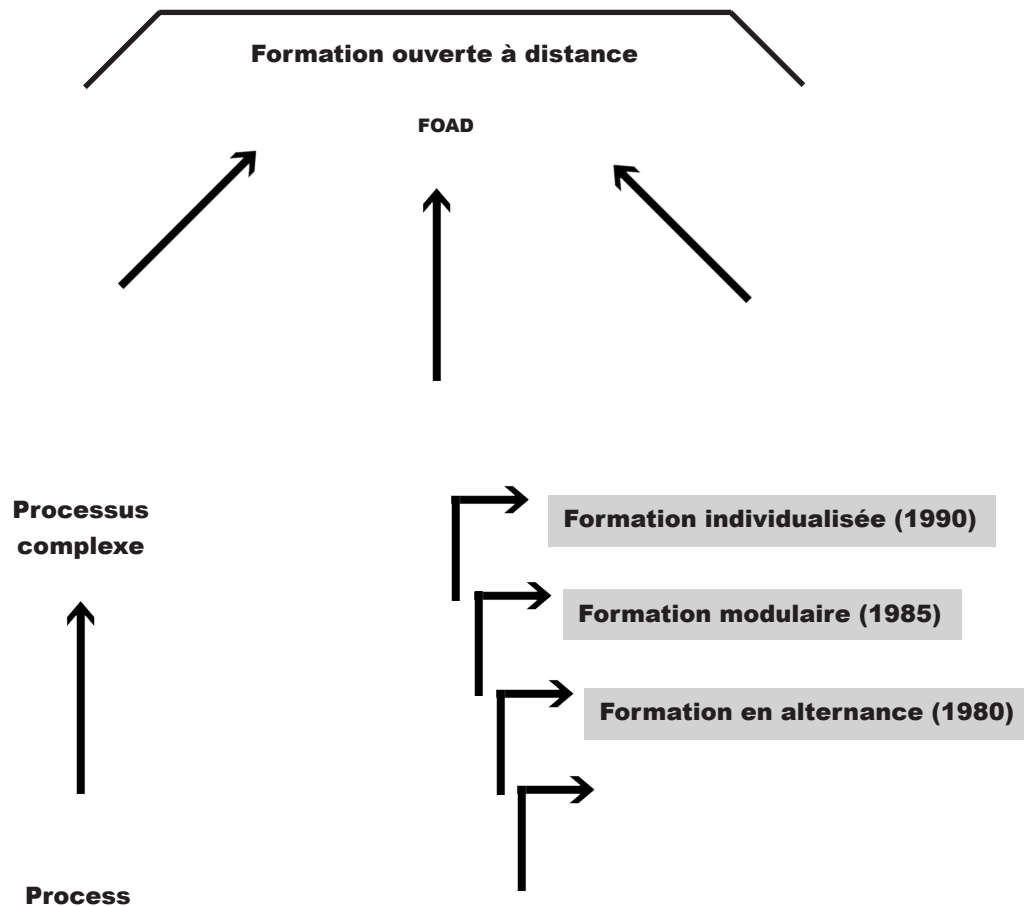 Formation ouverte à distance
FOAD
Processus
complexe
Formation individualisée (1990)
Formation modulaire (1985)
Formation en alternance (1980)
Process